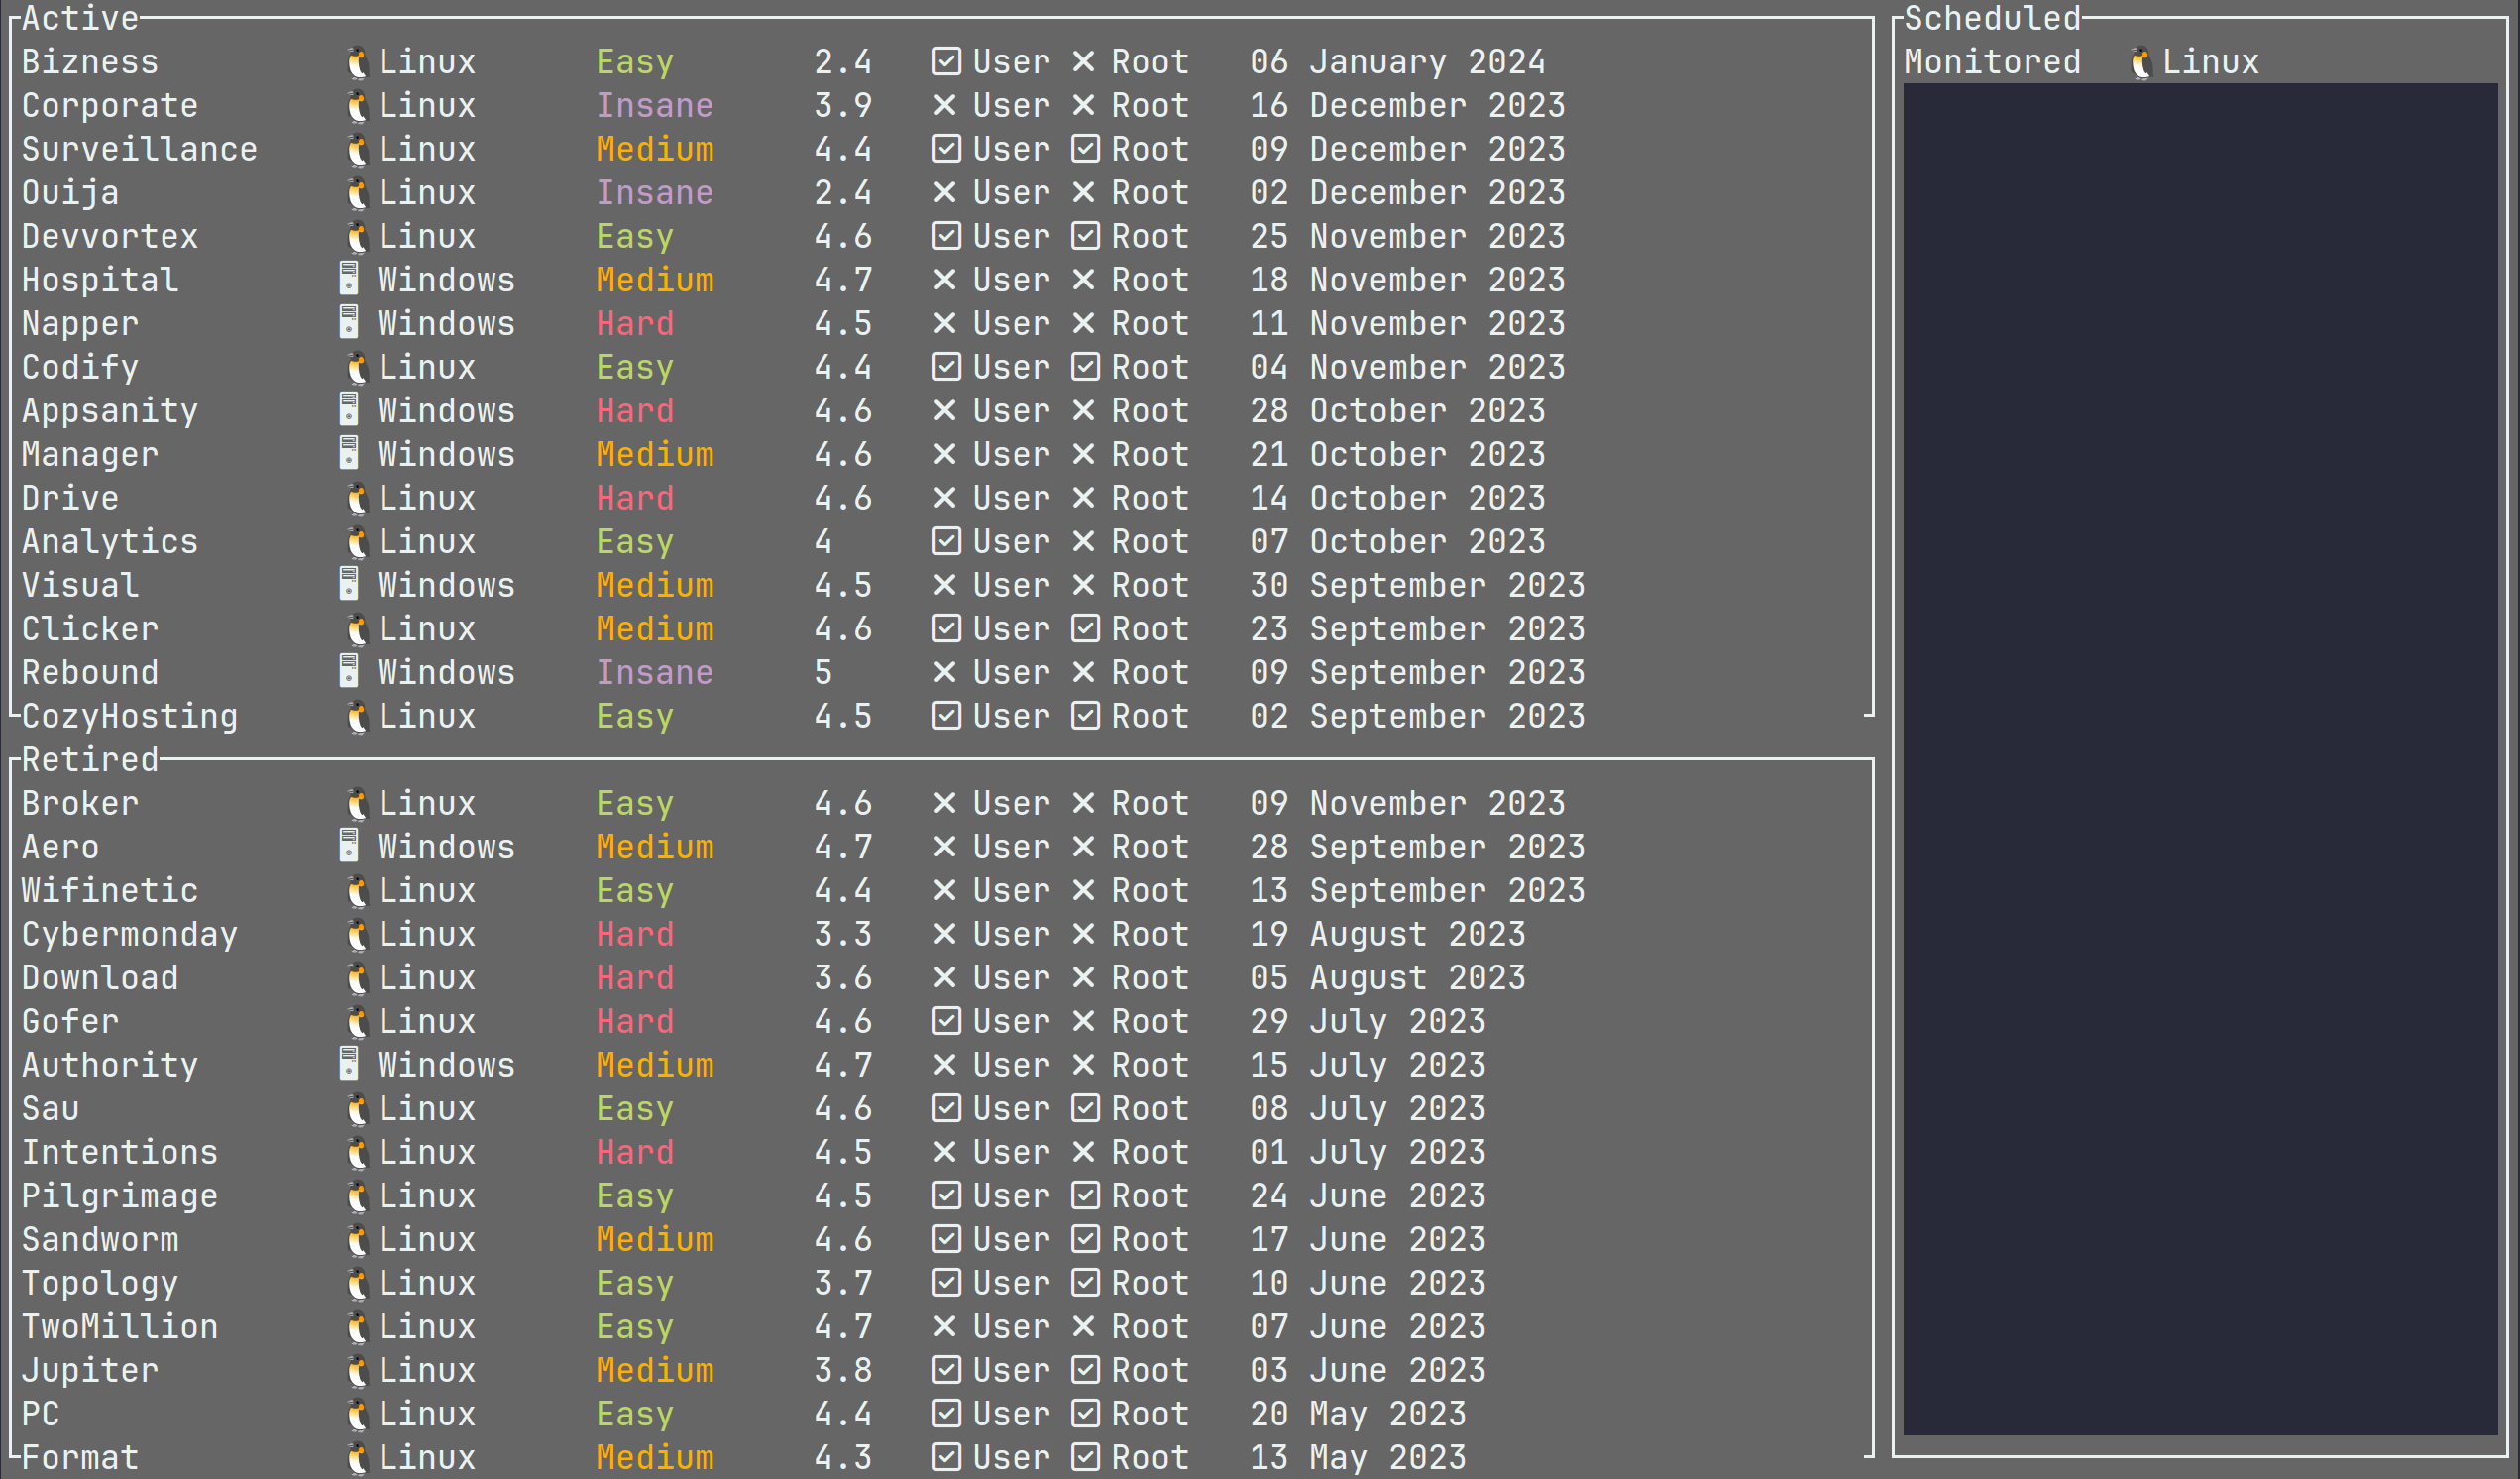 Active
Bizness Linux Easy 2.4 User Root 06 January 2024
Corporate Linux Insane 3.9 User Root 16 December 2023
Surveillance Linux Medium 4.4 User Root 09 December 2023
Ouija Linux Insane 2.4 User Root 02 December 2023
Devvortex Linux Easy 4.6 User Root 25 November 2023
Hospital Windows Medium 4.7 User Root 18 November 2023
Napper Windows Hard 4.5 User Root 11 November 2023
Codify Linux Easy 4.4 User Root 04 November 2023
Appsanity Windows Hard 4.6 User Root 28 October 2023
Manager Windows Medium 4.6 User Root 21 October 2023
Drive Linux Hard 4.6 User Root 14 October 2023
Analytics Linux Easy 4 User Root 07 October 2023
Visual Windows Medium 4.5 User Root 30 September 2023
Clicker Linux Medium 4.6 User Root 23 September 2023
Rebound Windows Insane 5 User Root 09 September 2023
CozyHosting Linux Easy 4.5 User Root 02 September 2023
Retired
Broker Linux Easy 4.6 User Root 09 November 2023
Aero Windows Medium 4.7 User Root 28 September 2023
Wifinetic Linux Easy 4.4 User Root 13 September 2023
Cybermonday Linux Hard 3.3 User Root 19 August 2023
Download Linux Hard 3.6 User Root 05 August 2023
Gofer Linux Hard 4.6 User Root 29 July 2023
Authority Windows Medium 4.7 User Root 15 July 2023
Sau Linux Easy 4.6 User Root 08 July 2023
Intentions Linux Hard 4.5 User Root 01 July 2023
Pilgrimage Linux Easy 4.5 User Root 24 June 2023
Sandworm Linux Medium 4.6 User Root 17 June 2023
Topology Linux Easy 3.7 User Root 10 June 2023
TwoMillion Linux Easy 4.7 User Root 07 June 2023
Jupiter Linux Medium 3.8 User Root 03 June 2023
PC Linux Easy 4.4 User Root 20 May 2023
Format Linux Medium 4.3 User Root 13 May 2023
Scheduled
Monitored Linux